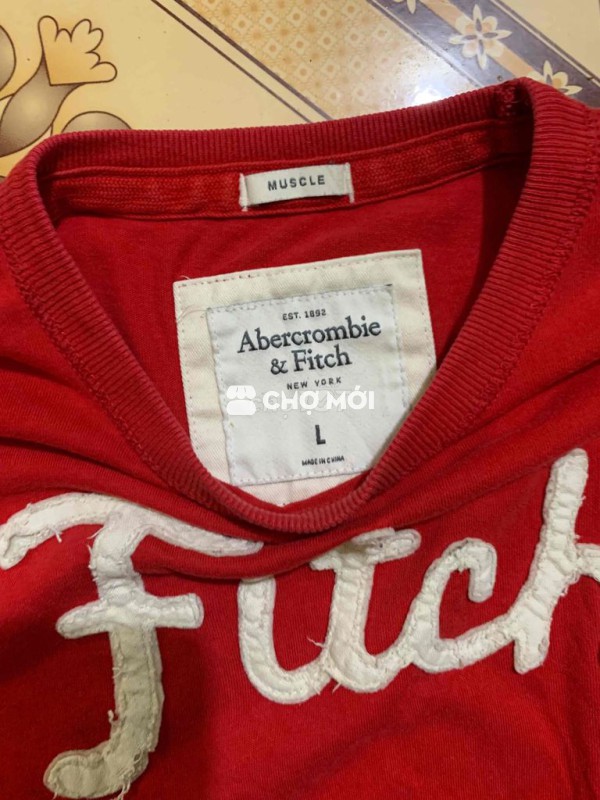 MUSCLE
EST. 1892
Abercrombie
& Fitch
NEW YORK
CHỢ MỚI
L
MADE IN CHINA
Fitch